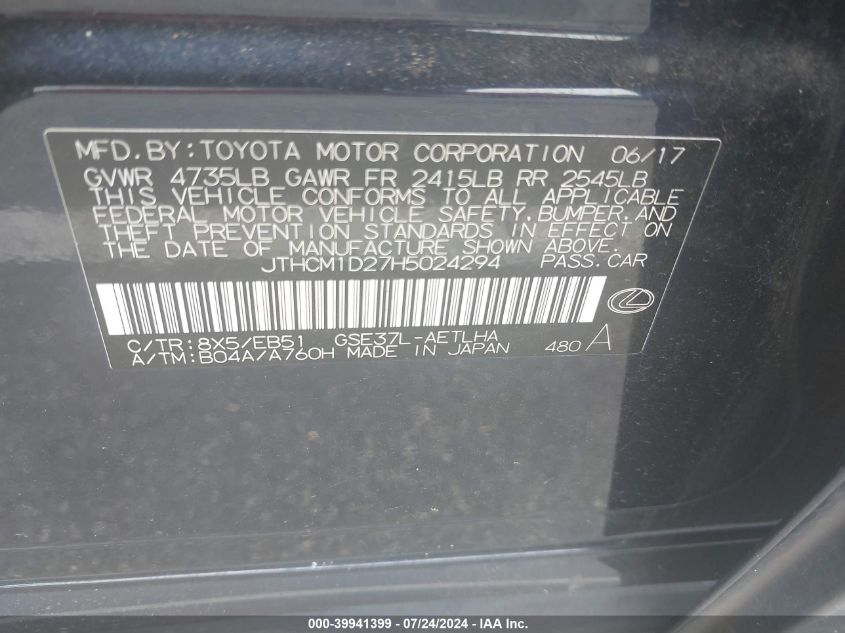 MFD.BY:TOYOTA MOTOR CORPORATION 06/17
GVWR 4735LB GAWR FR 2415LB RR 2545LB
THIS VEHICLE CONFORMS TO ALL APPLICABLE
FEDERAL MOTOR VEHICLE SAFETY,BUMPER,AND
THEFT PREVENTION STANDARDS IN EFFECT ON
THE DATE OF MANUFACTURE SHOWN ABOVE.
JTHCM1D27H5024294 PASS.CAR
C/TR:8X5/EB51 GSE37L-AETLHA
A/TM:B04A/A760H MADE IN JAPAN 480 A
000-39941399 - 07/24/2024 - IAA Inc.